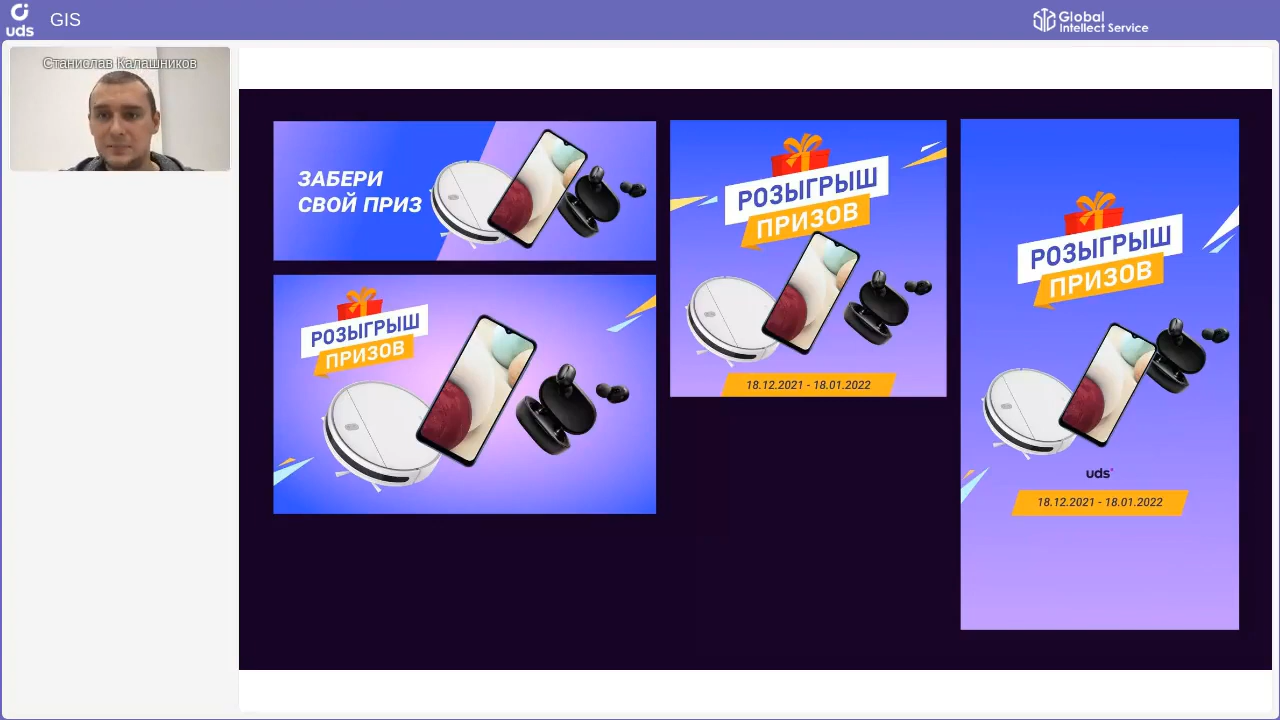 uds
GIS
Global
Intellect Service
Станислав Калашников
ЗАБЕРИ
СВОЙ ПРИЗ
РОЗЫГРЫШ
ПРИЗОВ
РОЗЫГРЫШ
ПРИЗОВ
18.12.2021 - 18.01.2022
РОЗЫГРЫШ
ПРИЗОВ
uds
18.12.2021 - 18.01.2022